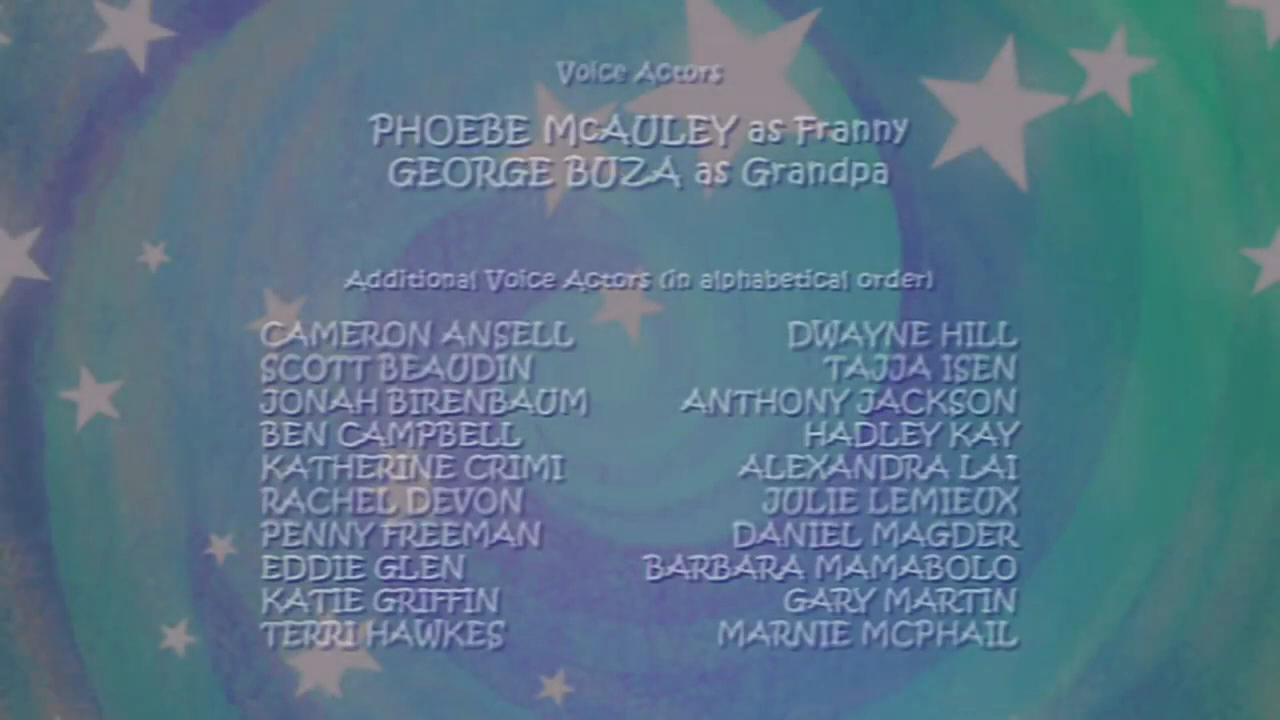 Voice Actors
PHOEBE McAULEY as Franny
GEORGE BUZA as Grandpa
Additional Voice Actors (in alphabetical order)
CAMERON ANSELL
SCOTT BEAUDIN
JONAH BIRENBAUM
BEN CAMPBELL
KATHERINE CRIMI
RACHEL DEVON
PENNY FREEMAN
EDDIE GLEN
KATIE GRIFFIN
TERRI HAWKES
DWAYNE HILL
TAJJA ISEN
ANTHONY JACKSON
HADLEY KAY
ALEXANDRA LAI
JULIE LEMIEUX
DANIEL MAGDER
BARBARA MAMABOLO
GARY MARTIN
MARNIE MCPHAIL